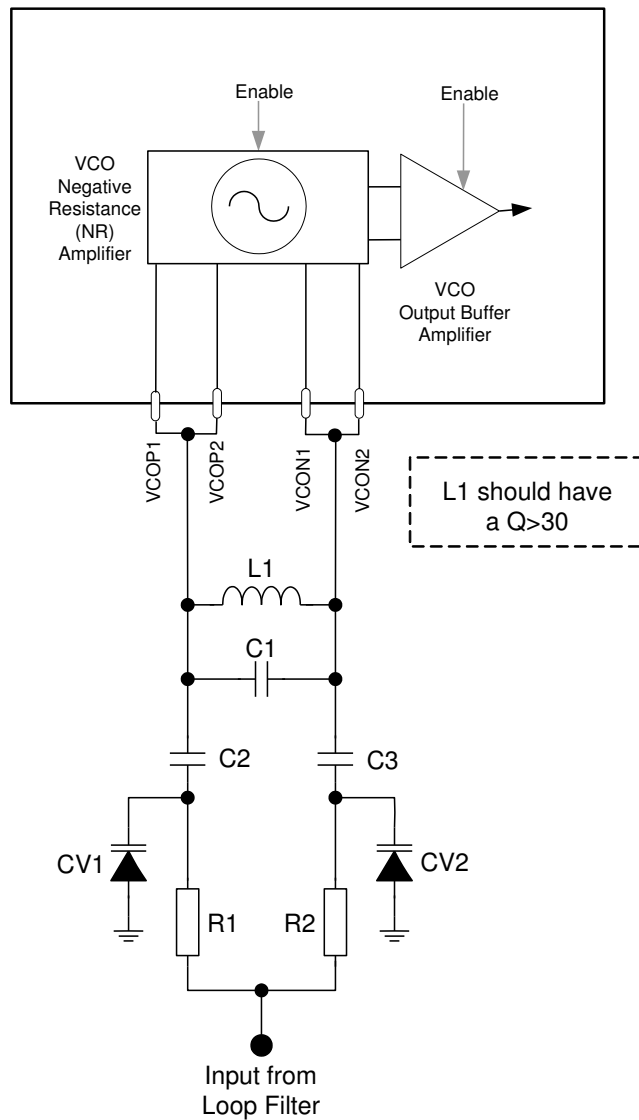 Enable
Enable
VCO
Negative
Resistance
(NR)
Amplifier
VCO
Output Buffer
Amplifier
VCOP1
VCOP2
VCON1
VCON2
L1 should have
a Q>30
L1
C1
C2
C3
CV1
CV2
R1
R2
Input from
Loop Filter